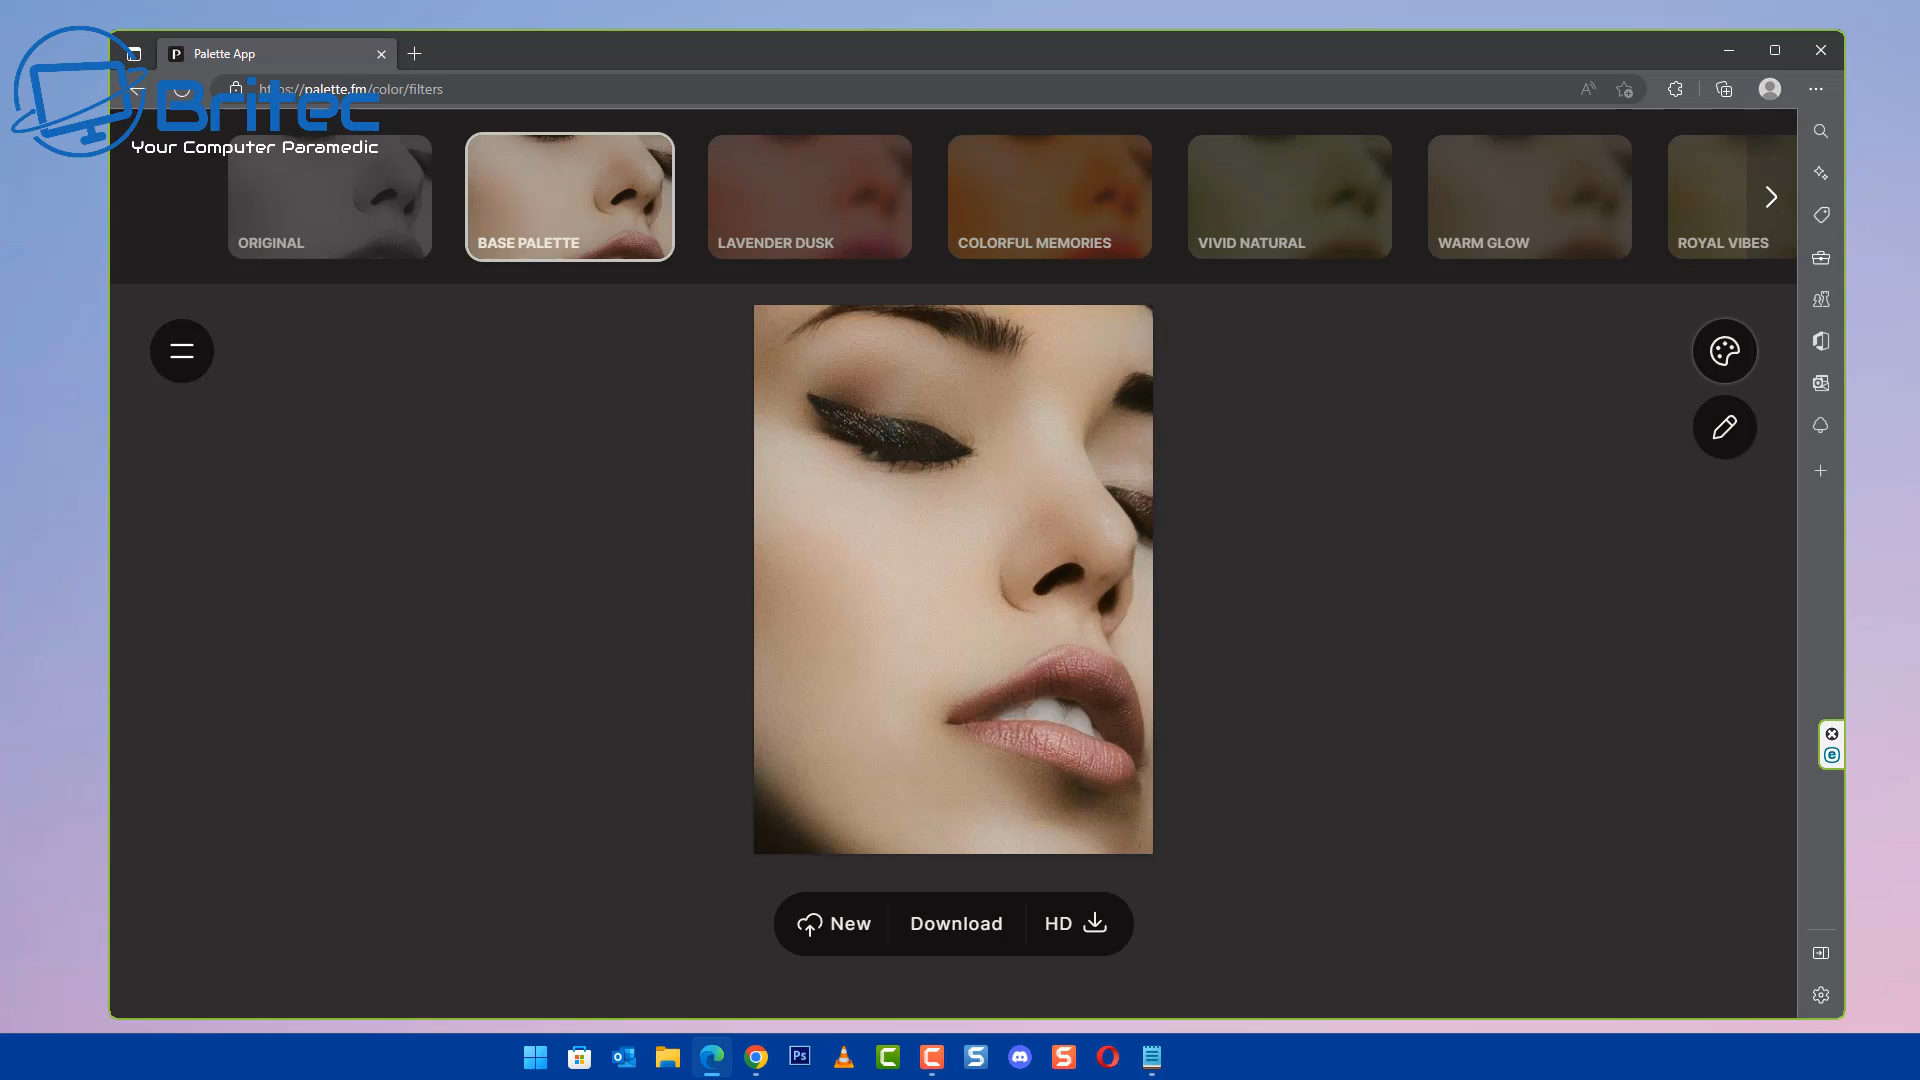 Palette App
https://palette.fm/color/filters
Britec
Your Computer Paramedic
ORIGINAL
BASE PALETTE
LAVENDER DUSK
COLORFUL MEMORIES
VIVID NATURAL
WARM GLOW
ROYAL VIBES
New
Download
HD